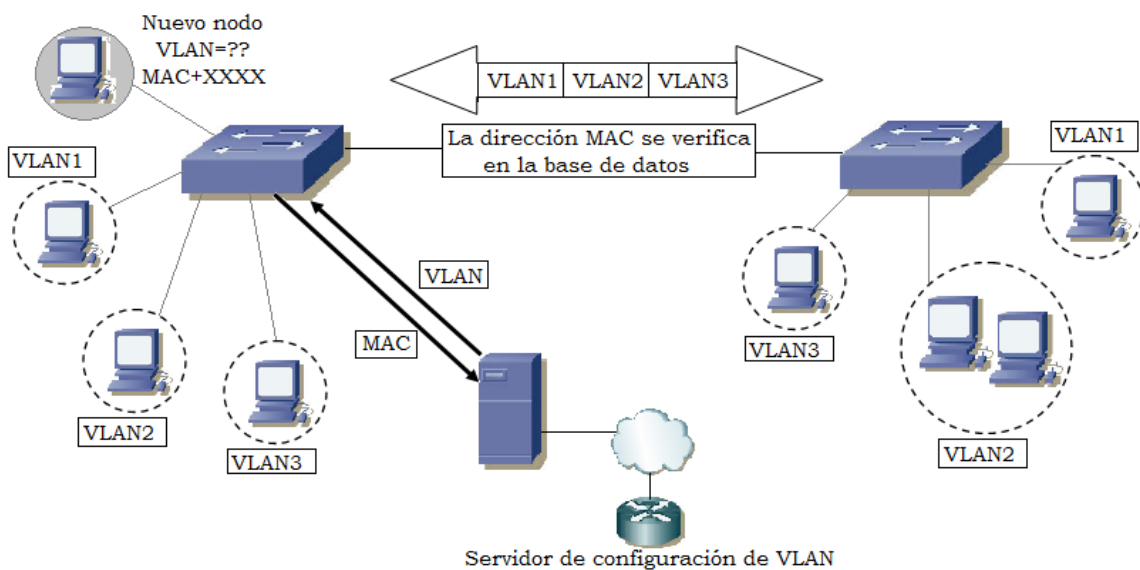 Nuevo nodo
VLAN=??
MAC+XXXX
VLAN1 VLAN2 VLAN3
La dirección MAC se verifica
en la base de datos
VLAN1
VLAN1
VLAN
MAC
VLAN3
VLAN2
VLAN3
VLAN2
Servidor de configuración de VLAN